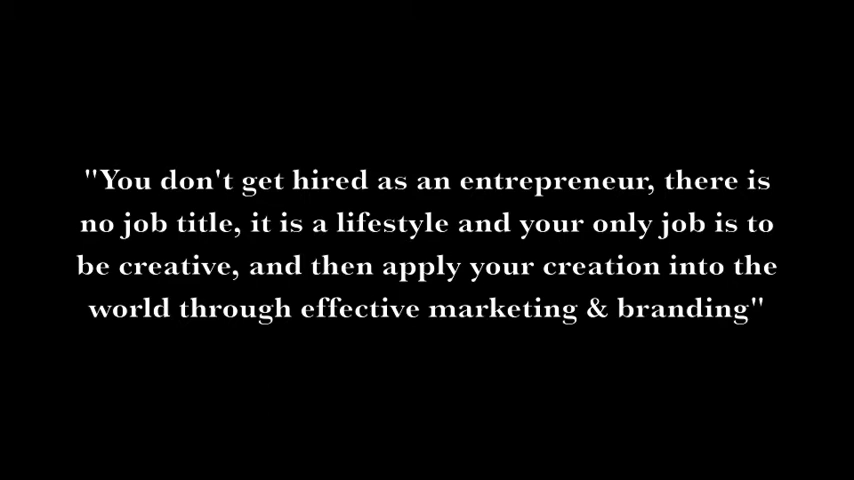 "You don't get hired as an entrepreneur, there is
no job title, it is a lifestyle and your only job is to
be creative, and then apply your creation into the
world through effective marketing & branding"